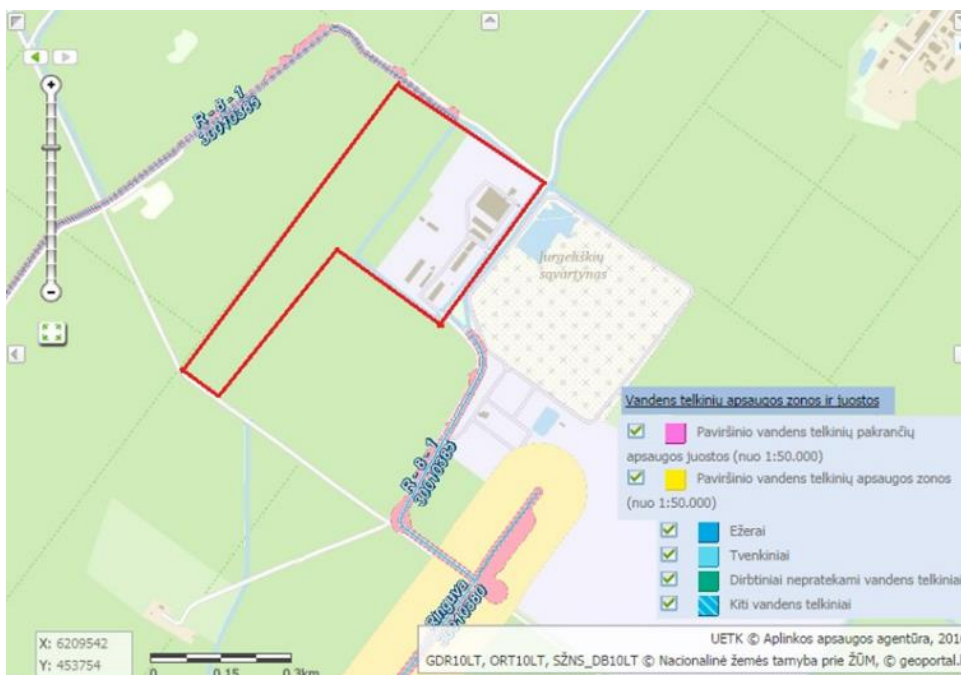 R - 8 - 1
30010385
Jurgeliškių
sąvartynas
R - 8 - 1
30010385
Ringuva
Vandens telkinių apsaugos zonos ir juostos
Paviršinio vandens telkinių pakrančių
apsaugos juostos (nuo 1:50.000)
Paviršinio vandens telkinių apsaugos zonos
(nuo 1:50.000)
Ežerai
Tvenkiniai
Dirbtiniai nepratekami vandens telkiniai
Kiti vandens telkiniai
X: 6209542
Y: 453754
0 0.15 0.3km
UETK © Aplinkos apsaugos agentūra,
GDR10LT, ORT10LT, SŽNS_DB10LT © Nacionalinė žemės tarnyba prie ŽŪM, © geoportal.